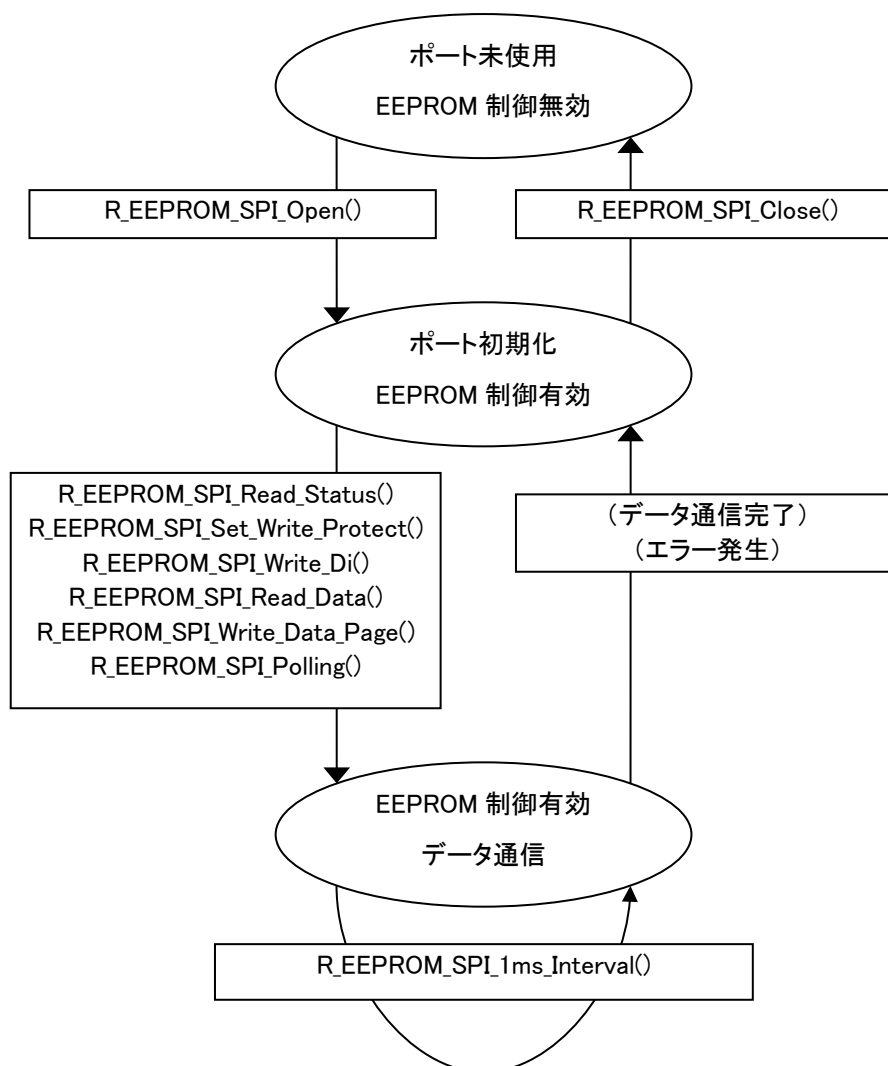 ポート未使用
EEPROM 制御無効
R_EEPROM_SPI_Open()
R_EEPROM_SPI_Close()
ポート初期化
EEPROM 制御有効
R_EEPROM_SPI_Read_Status()
R_EEPROM_SPI_Set_Write_Protect()
R_EEPROM_SPI_Write_Di()
R_EEPROM_SPI_Read_Data()
R_EEPROM_SPI_Write_Data_Page()
R_EEPROM_SPI_Polling()
（データ通信完了）
（エラー発生）
EEPROM 制御有効
データ通信
R_EEPROM_SPI_1ms_Interval()